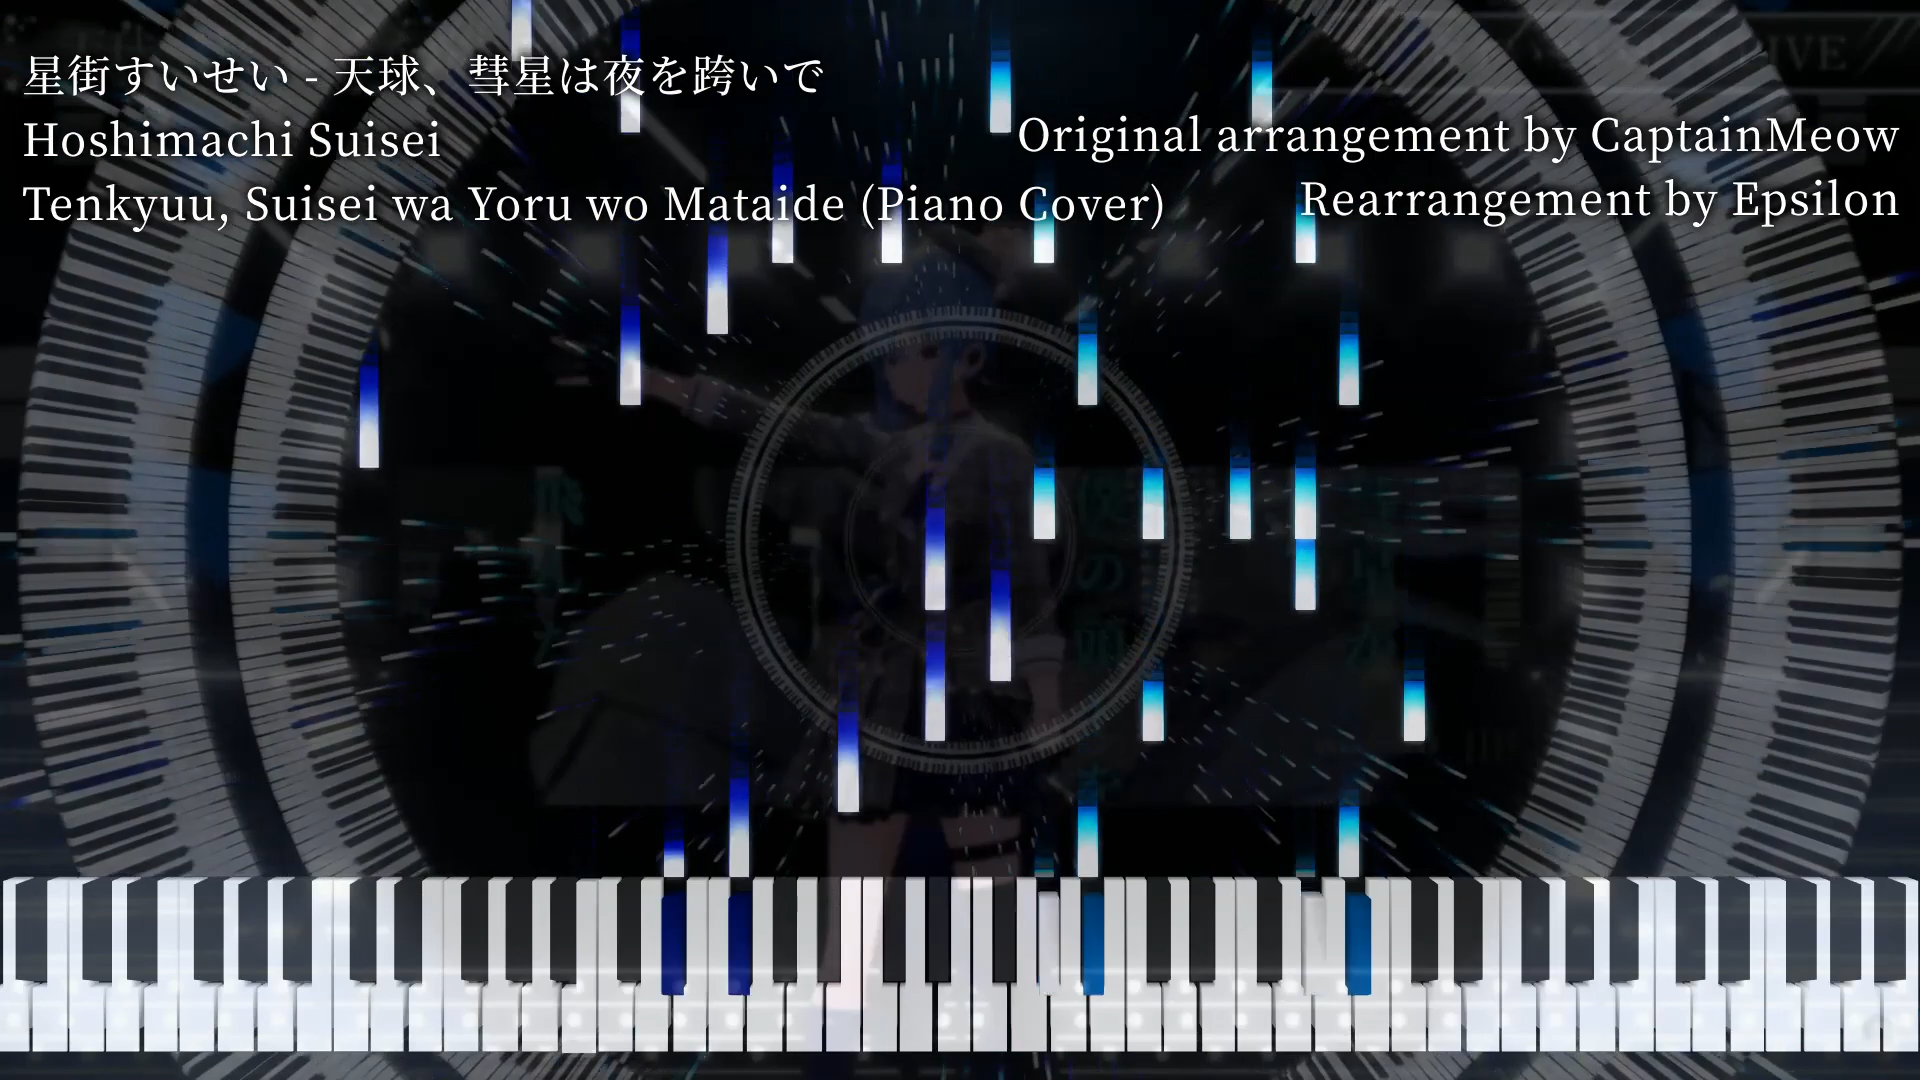 星街すいせい - 天球、彗星は夜を跨いで
Hoshimachi Suisei
Tenkyuu, Suisei wa Yoru wo Mataide (Piano Cover)
Original arrangement by CaptainMeow
Rearrangement by Epsilon